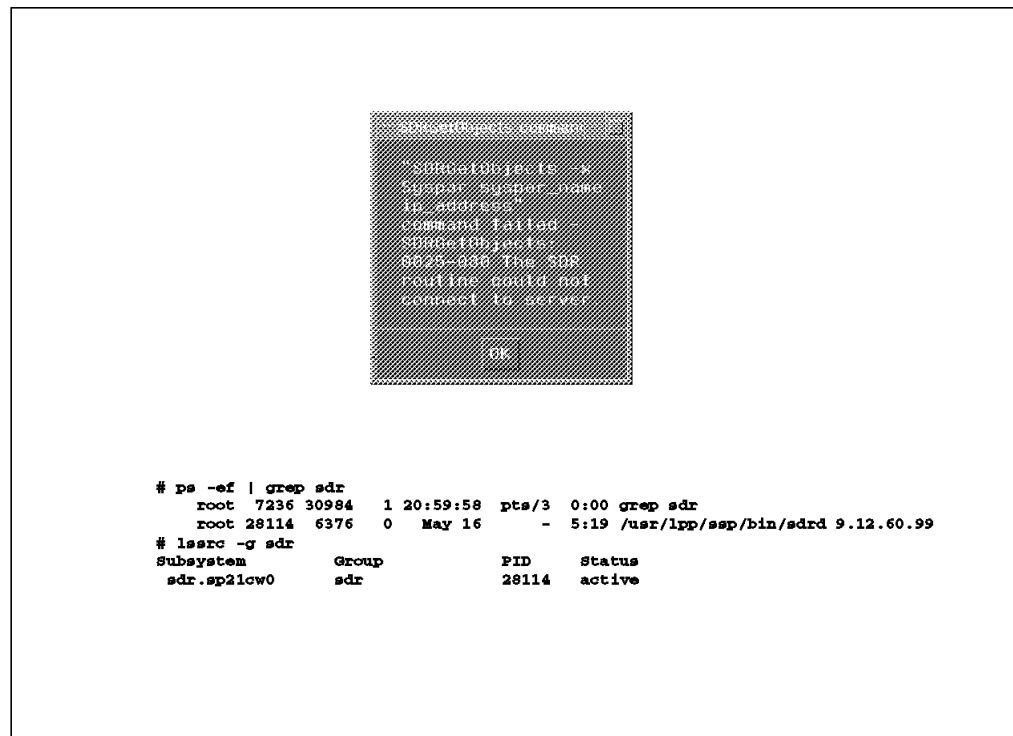 SDRGetObjects command
"SDRGetObjects -x
Syspar syspar_name
ip_address"
command failed
SDRGetObjects:
0025-080 The SDR
routine could not
connect to server
OK
# ps -ef | grep sdr
root 7236 30984 1 20:59:58 pts/3 0:00 grep sdr
root 28114 6376 0 May 16 - 5:19 /usr/lpp/ssp/bin/sdrd 9.12.60.99
# lssrc -g sdr
Subsystem Group PID Status
sdr.sp21cw0 sdr 28114 active